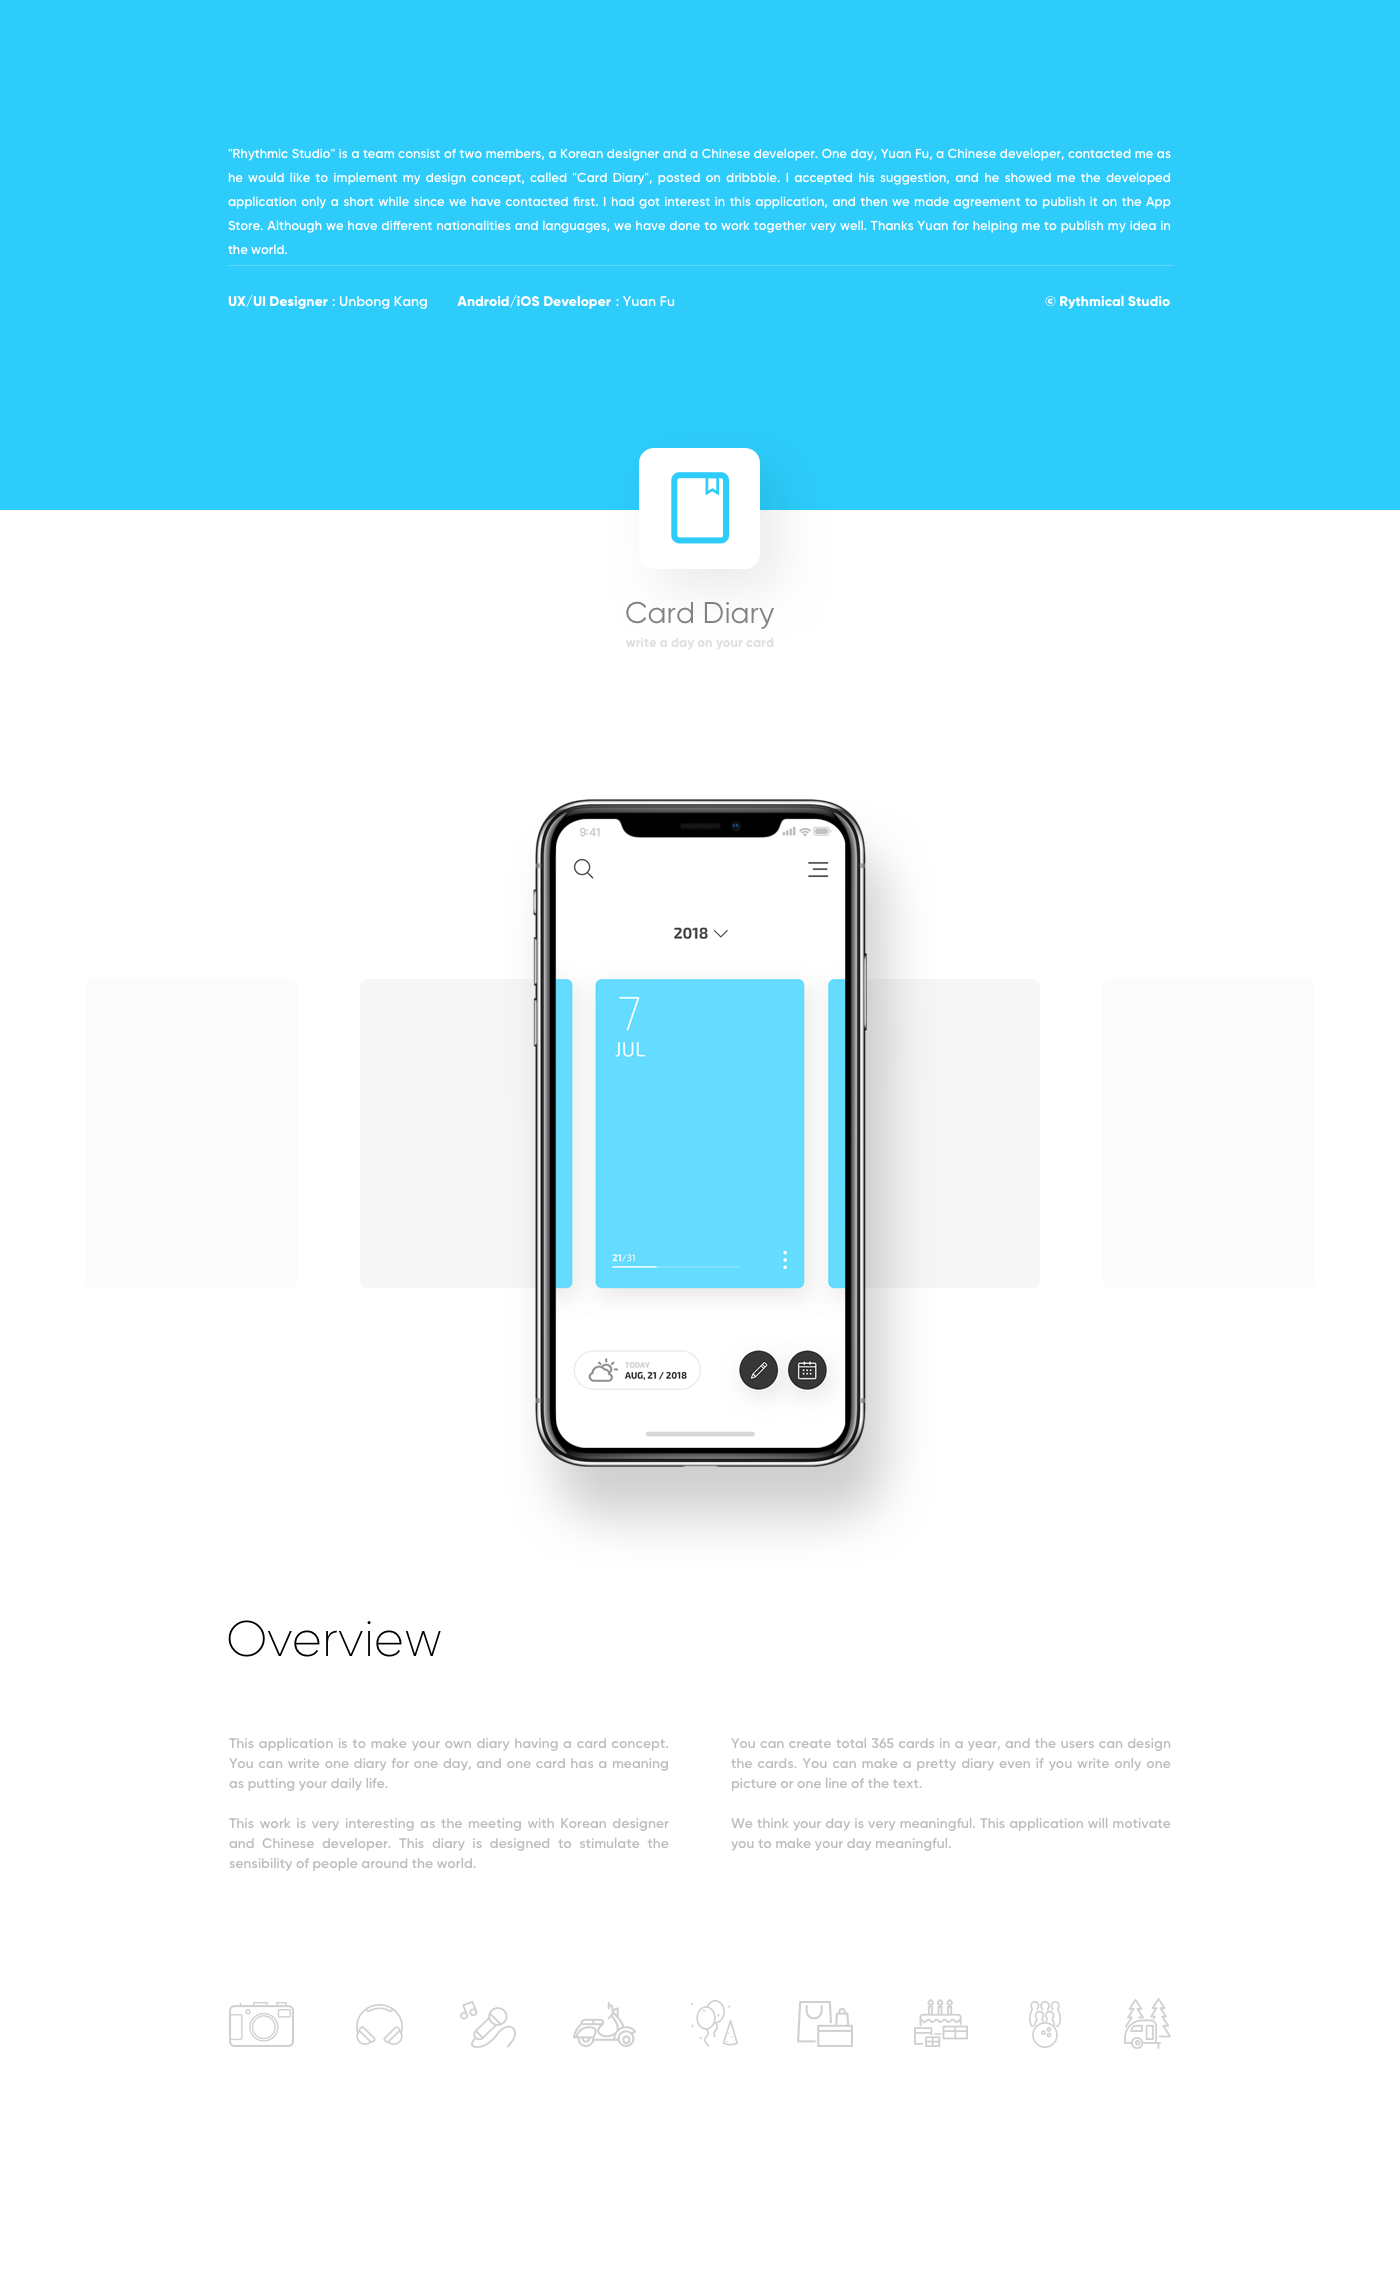 "Rhythmic Studio" is a team consist of two members, a Korean designer and a Chinese developer. One day, Yuan Fu, a Chinese developer, contacted me as
he would like to implement my design concept, called "Card Diary", posted on dribbble. I accepted his suggestion, and he showed me the developed
application only a short while since we have contacted first. I had got interest in this application, and then we made agreement to publish it on the App
Store. Although we have different nationalities and languages, we have done to work together very well. Thanks Yuan for helping me to publish my idea in
the world.
UX/UI Designer : Unbong Kang Android/iOS Developer : Yuan Fu © Rythmical Studio
Card Diary
write a day on your card
9:41
2018
7
JUL
21/31
TODAY
AUG, 21 / 2018
Overview
This application is to make your own diary having a card concept.
You can write one diary for one day, and one card has a meaning
as putting your daily life.
This work is very interesting as the meeting with Korean designer
and Chinese developer. This diary is designed to stimulate the
sensibility of people around the world.
You can create total 365 cards in a year, and the users can design
the cards. You can make a pretty diary even if you write only one
picture or one line of the text.
We think your day is very meaningful. This application will motivate
you to make your day meaningful.